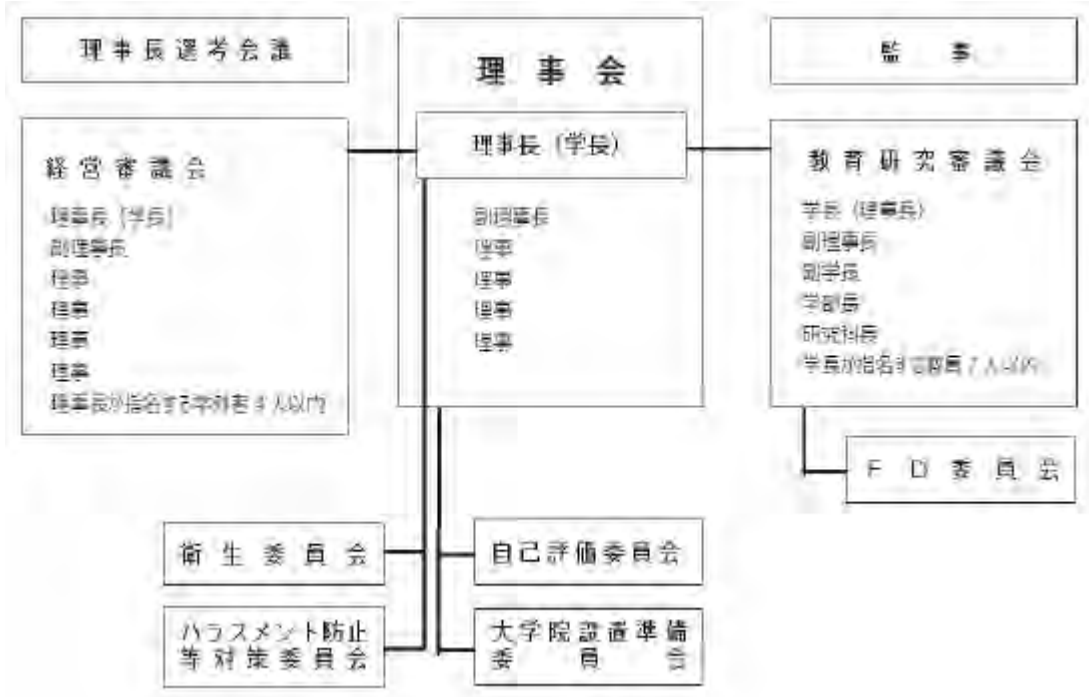 理事長選考会議
理事会
監事
理事長（学長）
経営審議会
理事長（学長）
副理事長
理事
理事
理事
理事
理事長が指名する学外者4人以内
副理事長
理事
理事
理事
理事
教育研究審議会
学長（理事長）
副理事長
副学長
学部長
研究科長
学長が指名する教員7人以内
ＦＤ委員会
衛生委員会
自己評価委員会
ハラスメント防止
等対策委員会
大学院設置準備
委員会